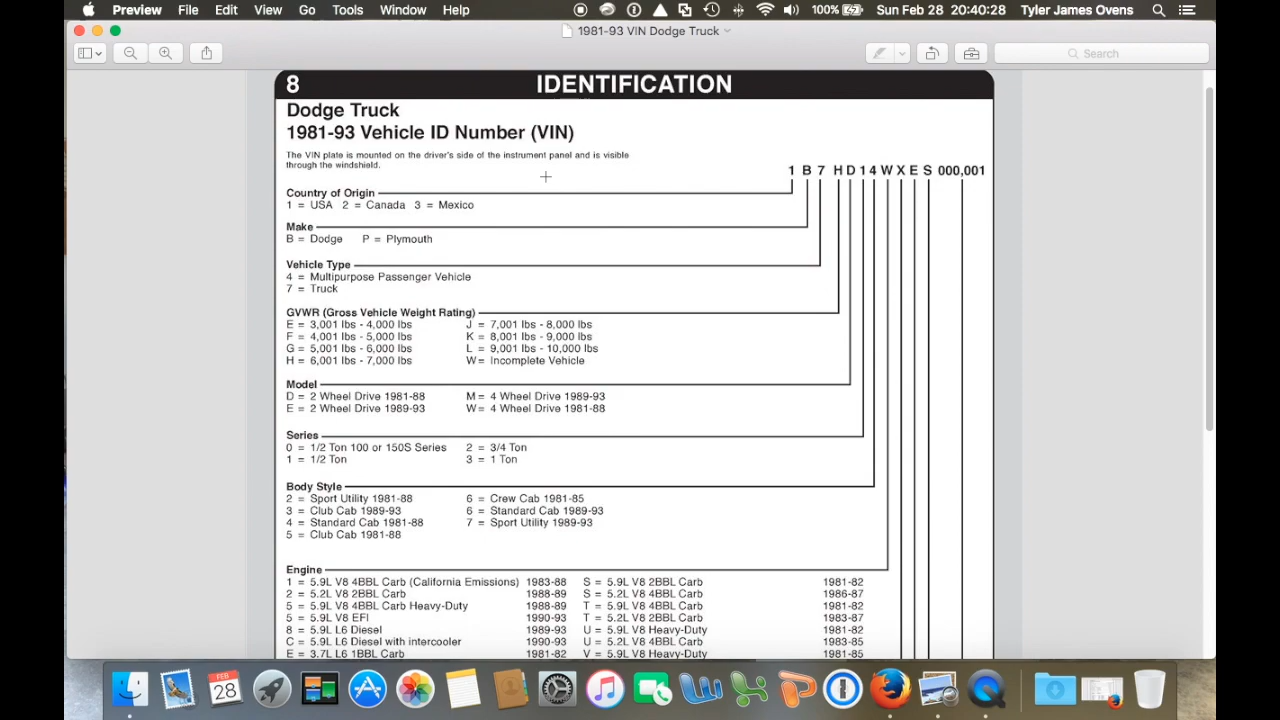 Preview File Edit View Go Tools Window Help 100% Sun Feb 28 20:40:28 Tyler James Ovens
1981-93 VIN Dodge Truck
Search
8 IDENTIFICATION
Dodge Truck
1981-93 Vehicle ID Number (VIN)
The VIN plate is mounted on the driver's side of the instrument panel and is visible
through the windshield.
1 B 7 H D 1 4 W X E S 000,001
Country of Origin
1 = USA 2 = Canada 3 = Mexico
Make
B = Dodge P = Plymouth
Vehicle Type
4 = Multipurpose Passenger Vehicle
7 = Truck
GVWR (Gross Vehicle Weight Rating)
E = 3,001 lbs - 4,000 lbs J = 7,001 lbs - 8,000 lbs
F = 4,001 lbs - 5,000 lbs K = 8,001 lbs - 9,000 lbs
G = 5,001 lbs - 6,000 lbs L = 9,001 lbs - 10,000 lbs
H = 6,001 lbs - 7,000 lbs W = Incomplete Vehicle
Model
D = 2 Wheel Drive 1981-88 M = 4 Wheel Drive 1989-93
E = 2 Wheel Drive 1989-93 W = 4 Wheel Drive 1981-88
Series
0 = 1/2 Ton 100 or 150S Series 2 = 3/4 Ton
1 = 1/2 Ton 3 = 1 Ton
Body Style
2 = Sport Utility 1981-88 6 = Crew Cab 1981-85
3 = Club Cab 1989-93 6 = Standard Cab 1989-93
4 = Standard Cab 1981-88 7 = Sport Utility 1989-93
5 = Club Cab 1981-88
Engine
1 = 5.9L V8 4BBL Carb (California Emissions) 1983-88 S = 5.9L V8 2BBL Carb 1981-82
2 = 5.2L V8 2BBL Carb 1988-89 S = 5.2L V8 4BBL Carb 1986-87
5 = 5.9L V8 4BBL Carb Heavy-Duty 1988-89 T = 5.9L V8 4BBL Carb 1981-82
5 = 5.9L V8 EFI 1990-93 T = 5.2L V8 2BBL Carb 1983-87
8 = 5.9L L6 Diesel 1989-93 U = 5.9L V8 Heavy-Duty 1981-82
C = 5.9L L6 Diesel with intercooler 1990-93 U = 5.2L V8 4BBL Carb 1983-85
E = 3.7L L6 1BBL Carb 1981-82 V = 5.9L V8 Heavy-Duty 1981-85
FEB
28